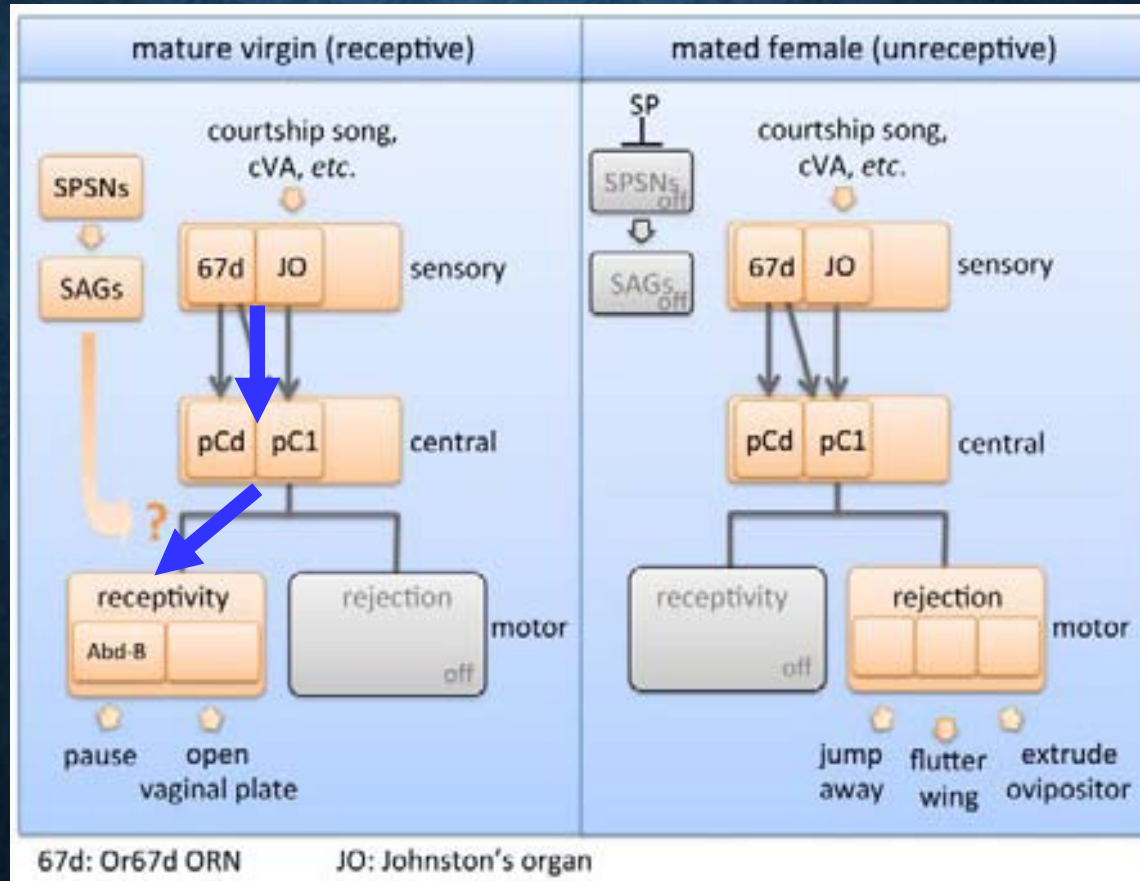 mature virgin (receptive)
courtship song,
cVA, etc.
SPSNs
SAGs
67d JO
sensory
pCd pC1
central
?
receptivity
Abd-B
rejection
off
motor
pause
open
vaginal plate
mated female (unreceptive)
SP
courtship song,
cVA, etc.
SPSNs
off
SAGs
off
67d JO
sensory
pCd pC1
central
receptivity
off
rejection
motor
jump
away
flutter
wing
extrude
ovipositor
67d: Or67d ORN JO: Johnston's organ